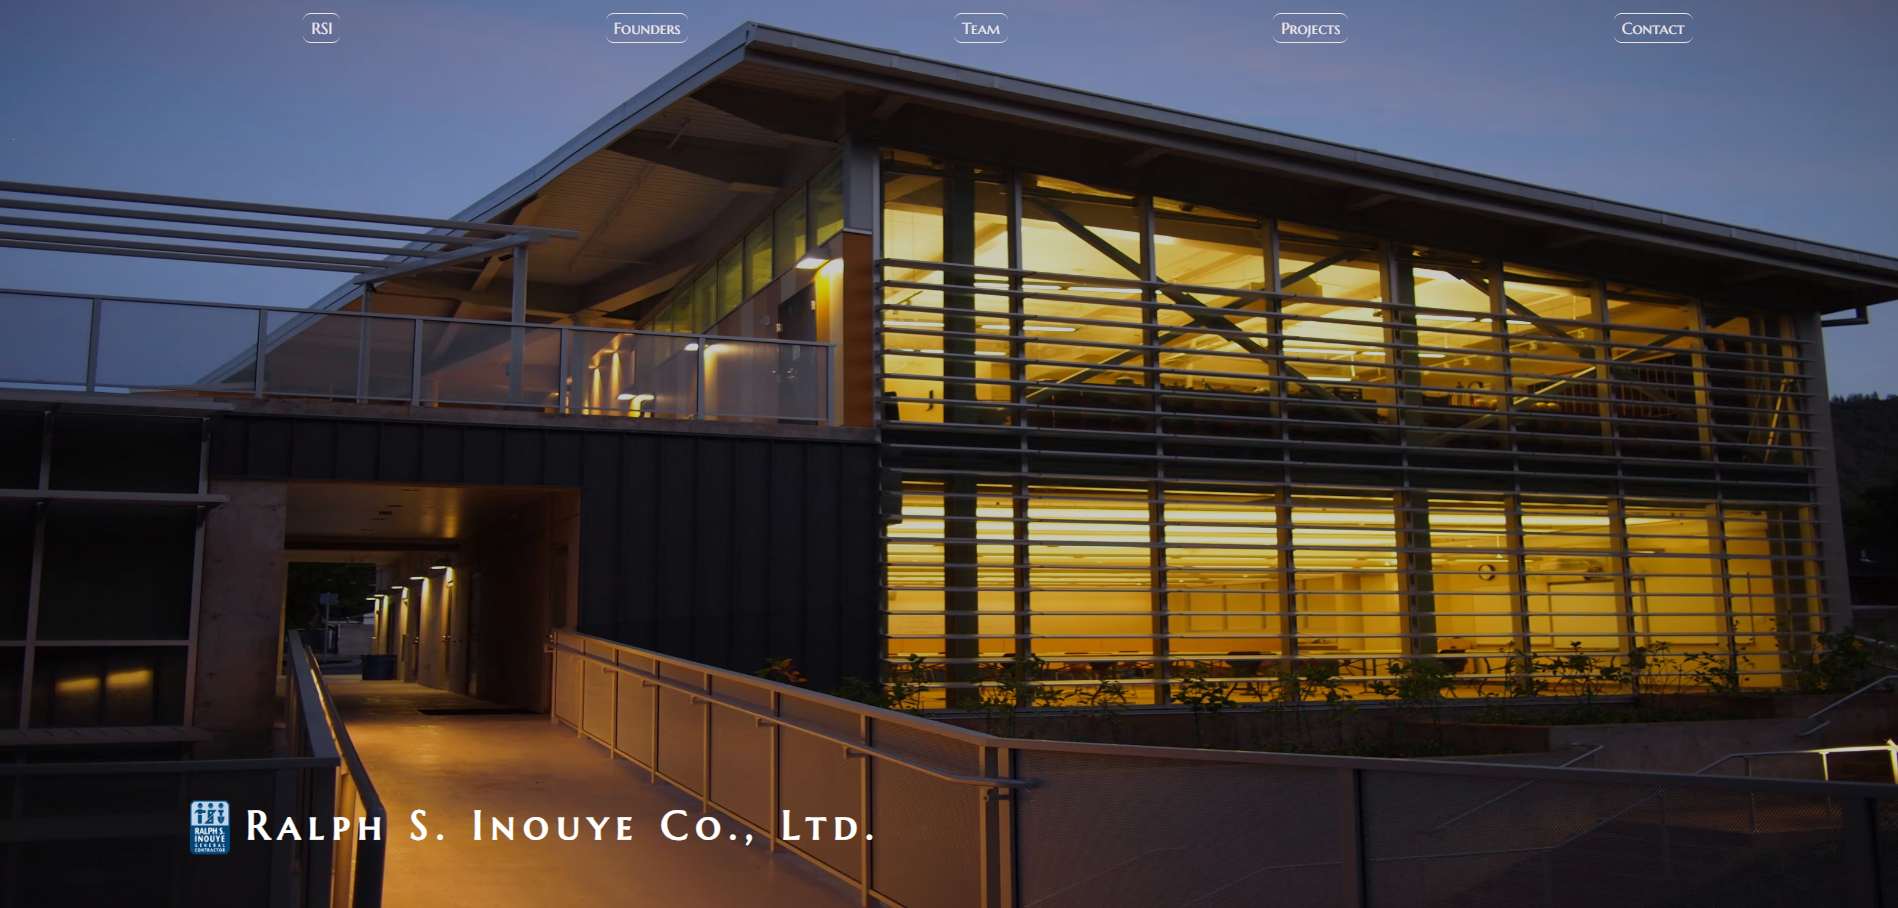 RSI
Founders
Team
Projects
Contact
RALPH S.
INOUYE
GENERAL
CONTRACTOR
Ralph S. Inouye Co., Ltd.